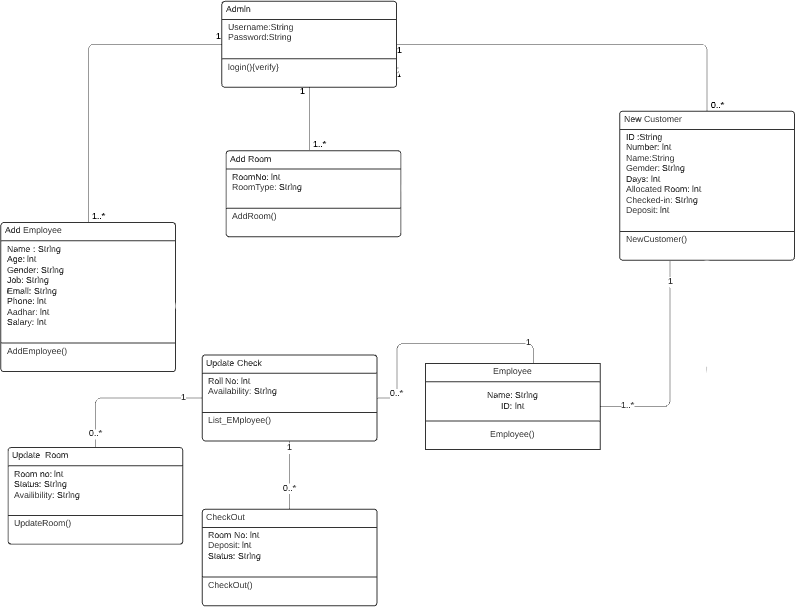 Admin
Username:String
Password:String
login(){verify}
1
1
1
1
0..*
1..*
New Customer
ID :String
Number: Int
Name:String
Gemder: String
Days: Int
Allocated Room: Int
Checked-in: String
Deposit: Int
NewCustomer()
Add Room
RoomNo: Int
RoomType: String
AddRoom()
1..*
Add Employee
Name : String
Age: Int
Gender: String
Job: String
Email: String
Phone: Int
Aadhar: Int
Salary: Int
AddEmployee()
1
1
Update Check
Roll No: Int
Availability: String
List_EMployee()
0..*
Employee
Name: String
ID: Int
Employee()
1..*
1
0..*
1
Update Room
Room no: Int
Status: String
Availibility: String
UpdateRoom()
0..*
CheckOut
Room No: Int
Deposit: Int
Status: String
CheckOut()